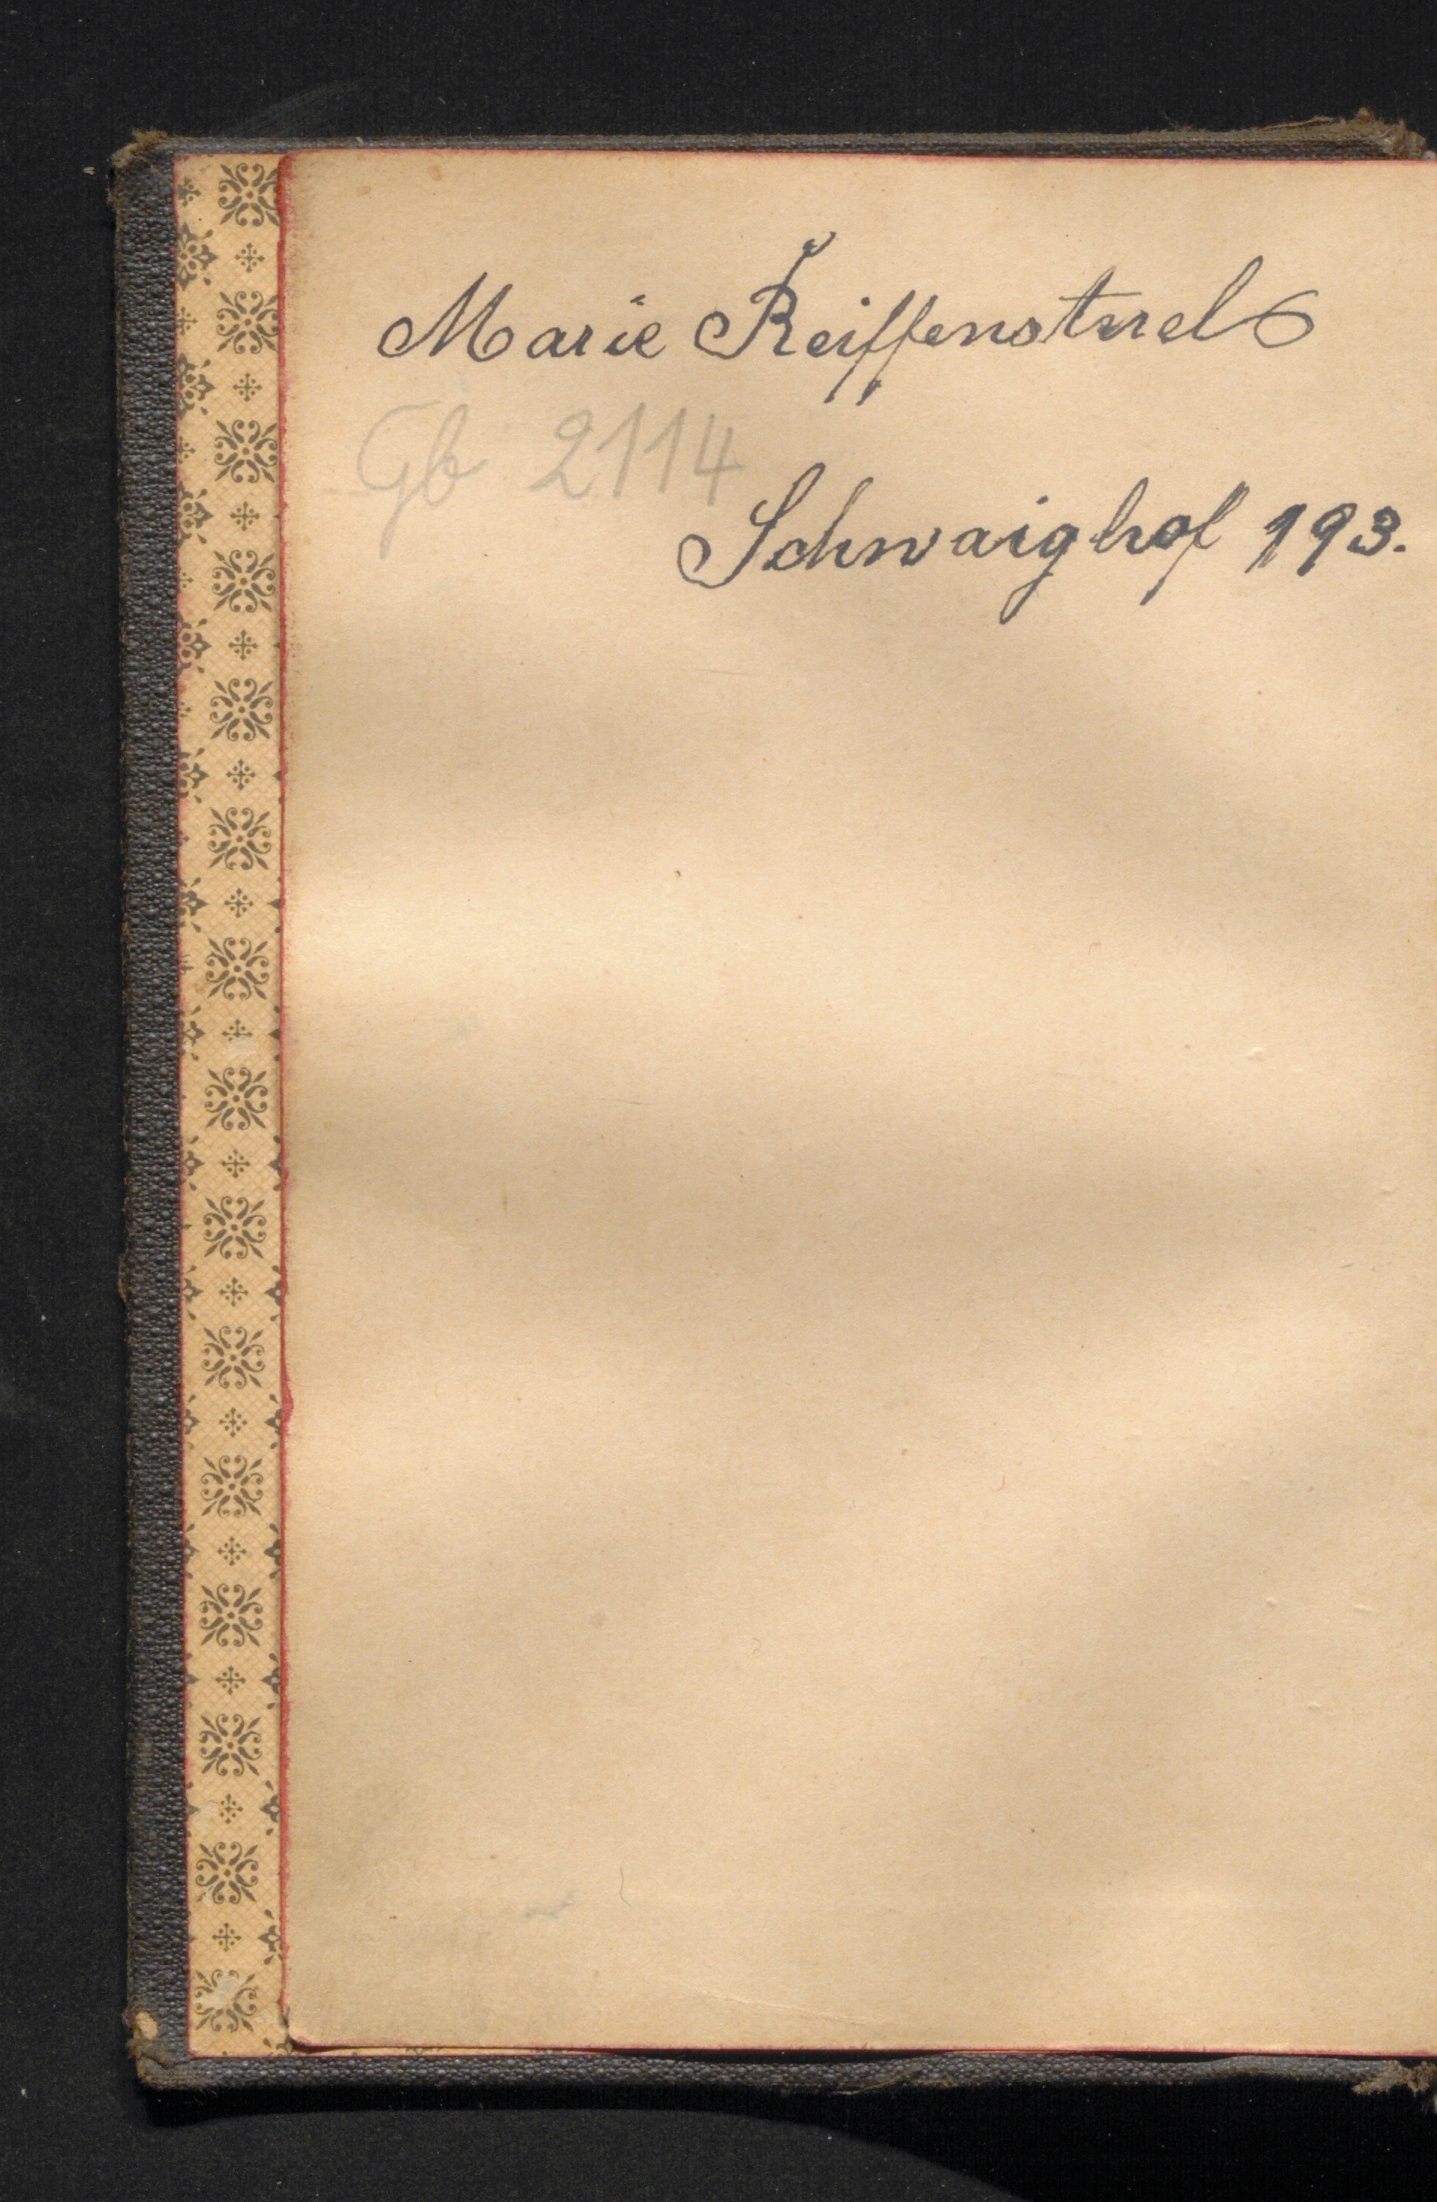 Marie Reiffenstuel
Gb 2114
Schwaighof 193.